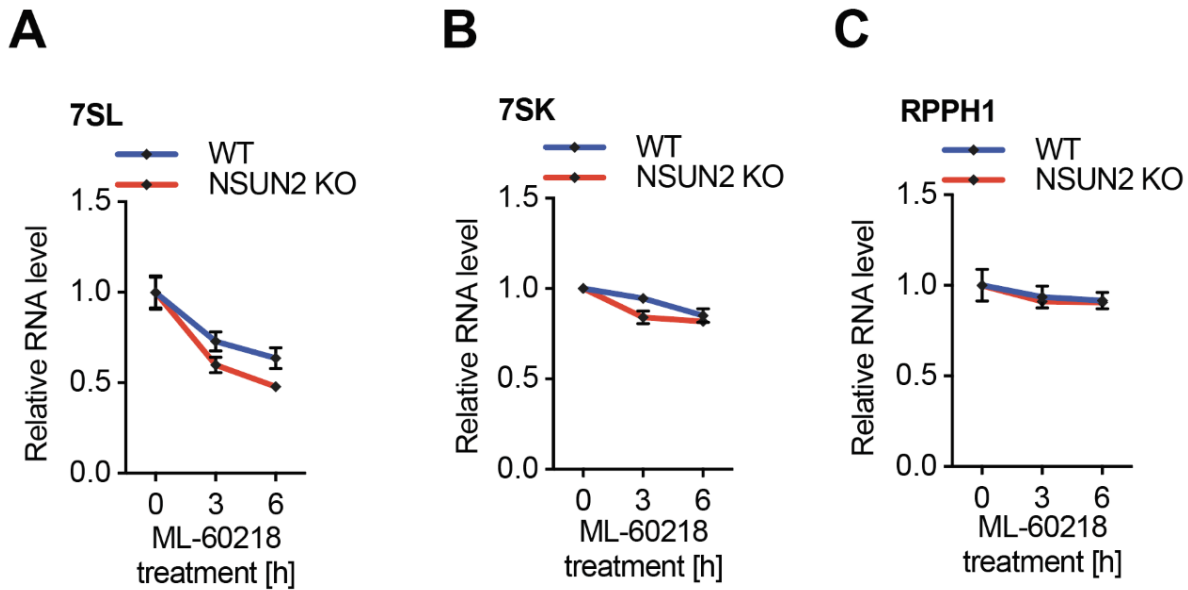 A
7SL
WT
NSUN2 KO
Relative RNA level
1.5
1.0
0.5
0.0
0 3 6
ML-60218
treatment [h]
B
7SK
WT
NSUN2 KO
Relative RNA level
1.5
1.0
0.5
0.0
0 3 6
ML-60218
treatment [h]
C
RPPH1
WT
NSUN2 KO
Relative RNA level
1.5
1.0
0.5
0.0
0 3 6
ML-60218
treatment [h]